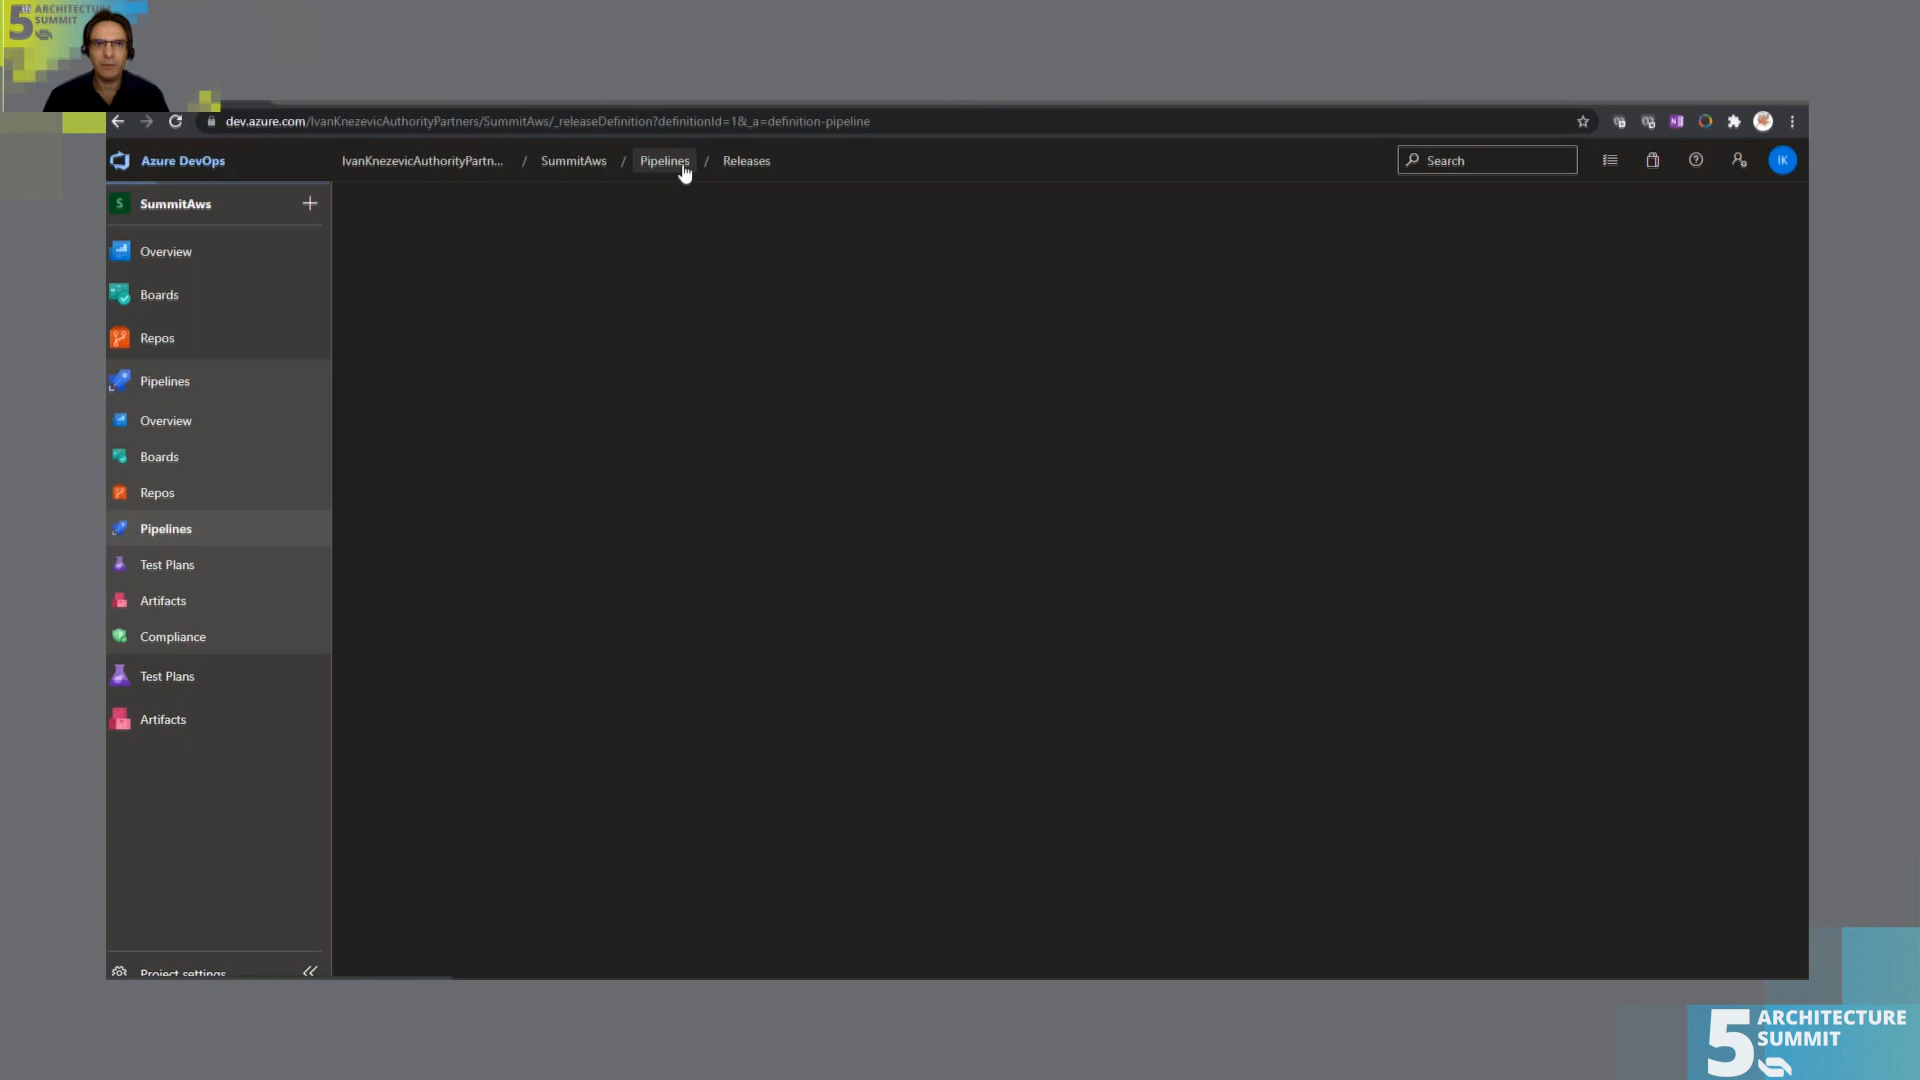 5TH ARCHITECTURE
SUMMIT
dev.azure.com/IvanKnezevicAuthorityPartners/SummitAws/_releaseDefinition?definitionId=1&_a=definition-pipeline
Azure DevOps
IvanKnezevicAuthorityPartn... / SummitAws / Pipelines / Releases
Search
IK
S SummitAws
Overview
Boards
Repos
Pipelines
Overview
Boards
Repos
Pipelines
Test Plans
Artifacts
Compliance
Test Plans
Artifacts
Project settings
5 ARCHITECTURE
SUMMIT